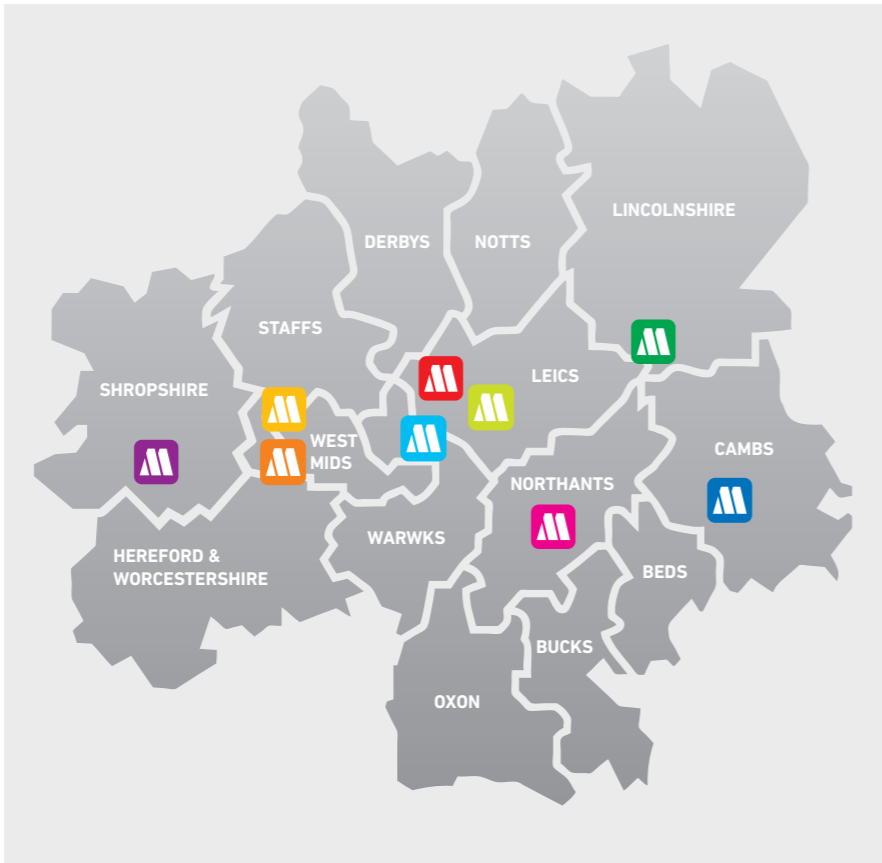 LINCOLNSHIRE
DERBYS
NOTTS
STAFFS
LEICS
SHROPSHIRE
WEST
MIDS
CAMBS
NORTHANTS
WARWKS
HEREFORD &
WORCESTERSHIRE
BEDS
BUCKS
OXON